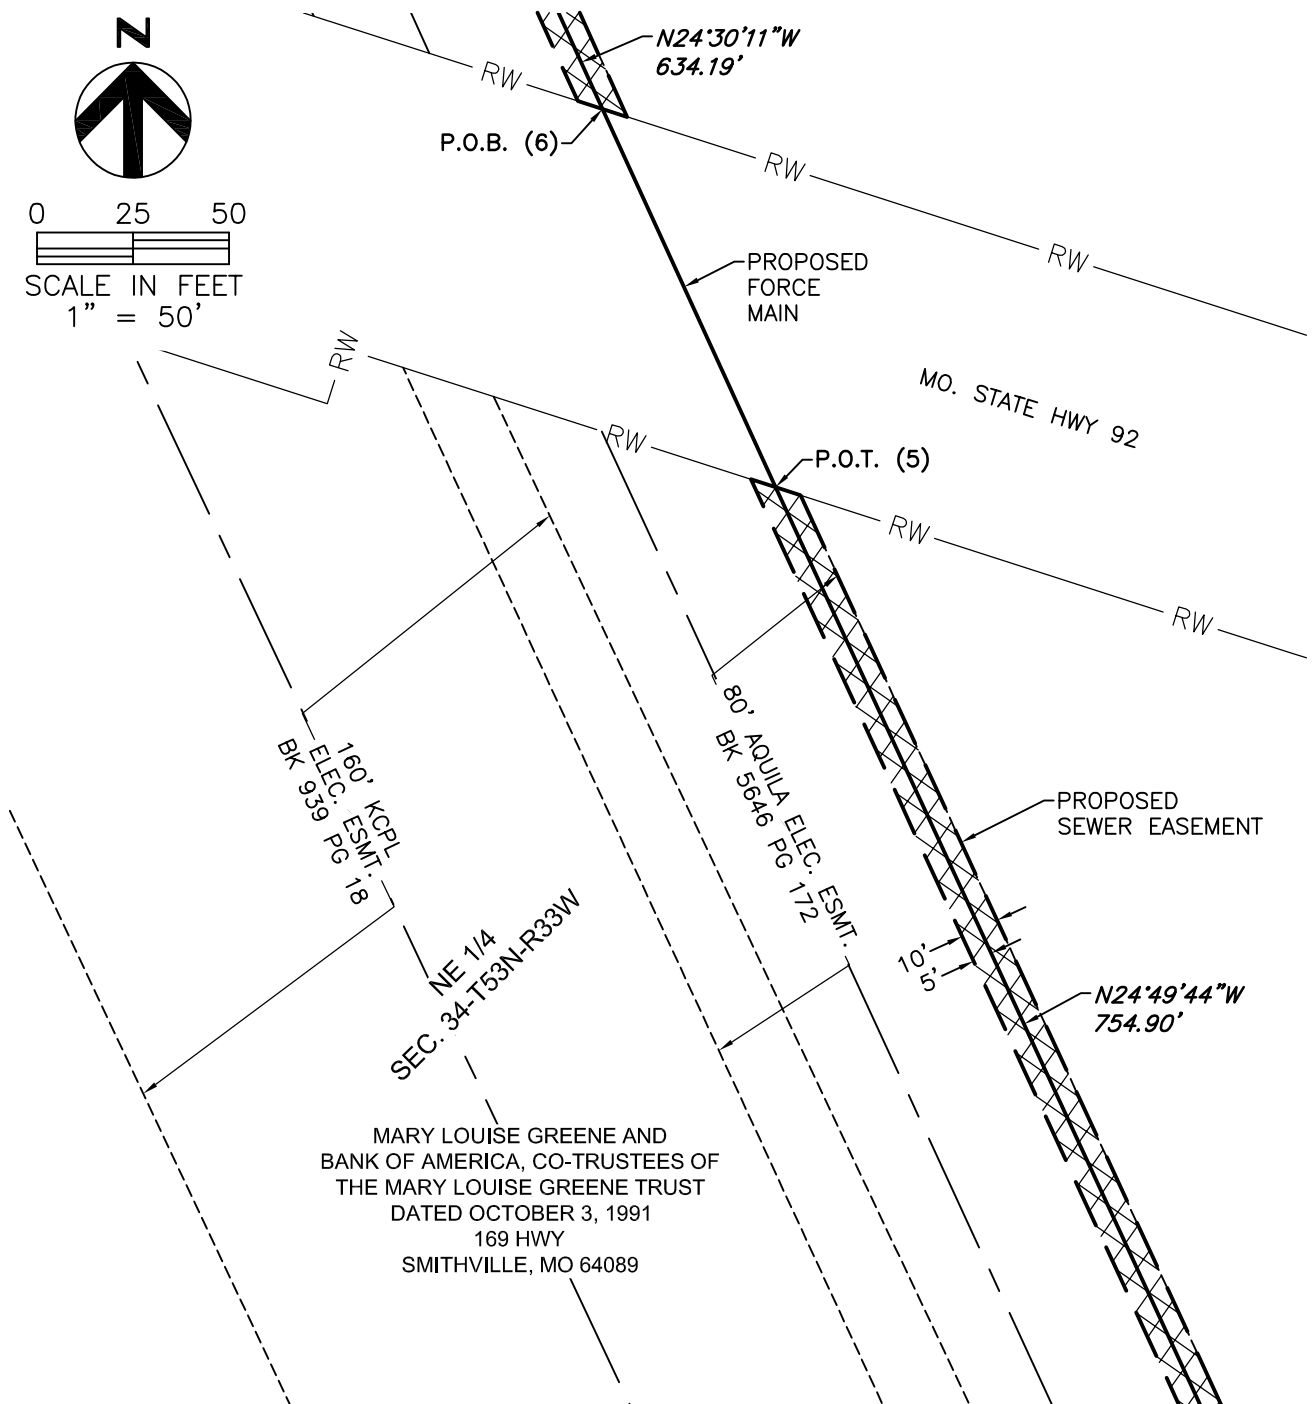 N
N24°30'11"W
634.19'
RW
P.O.B. (6)
RW
0 25 50
SCALE IN FEET
1" = 50'
RW
PROPOSED
FORCE
MAIN
RW
MO. STATE HWY 92
RW
P.O.T. (5)
RW
RW
160' KCPL
ELEC. ESMT.
BK 939 PG 18
80' AQUILA ELEC. ESMT.
BK 5646 PG 172
PROPOSED
SEWER EASEMENT
10'
5'
N24°49'44"W
754.90'
NE 1/4
SEC. 34-T53N-R33W
MARY LOUISE GREENE AND
BANK OF AMERICA, CO-TRUSTEES OF
THE MARY LOUISE GREENE TRUST
DATED OCTOBER 3, 1991
169 HWY
SMITHVILLE, MO 64089